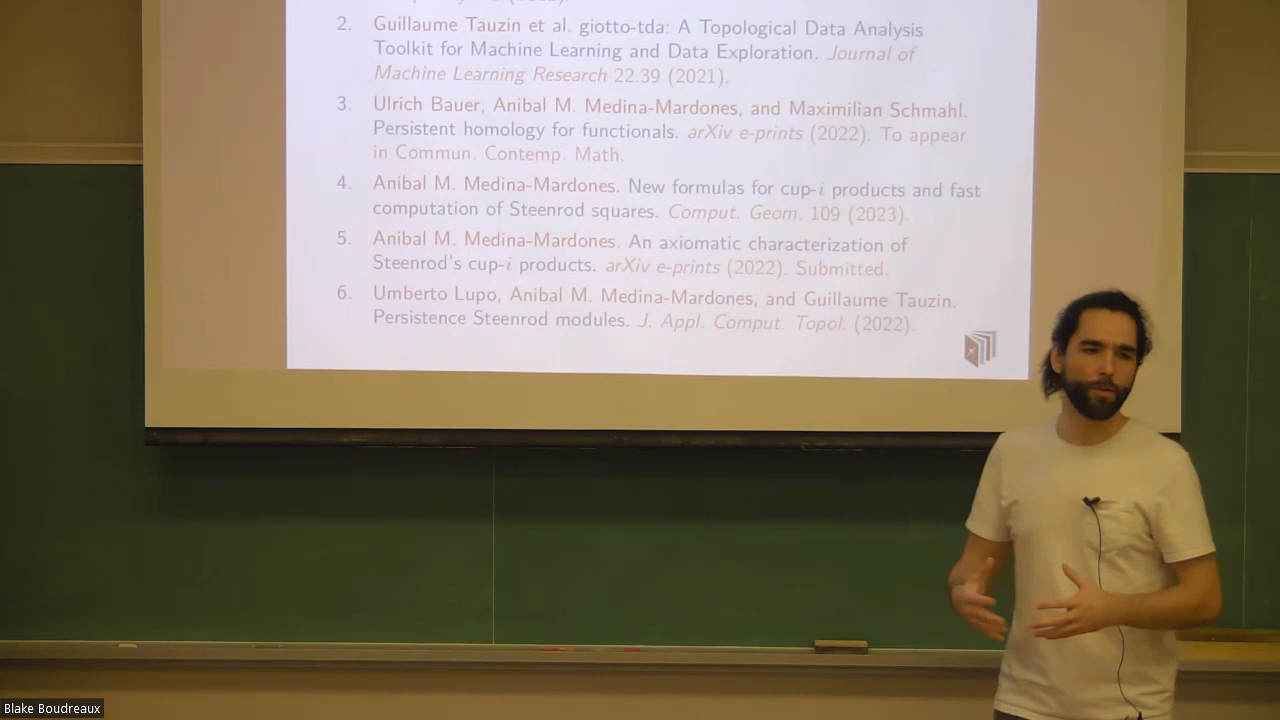 2. Guillaume Tauzin et al. giotto-tda: A Topological Data Analysis
Toolkit for Machine Learning and Data Exploration. Journal of
Machine Learning Research 22.39 (2021).
3. Ulrich Bauer, Anibal M. Medina-Mardones, and Maximilian Schmahl.
Persistent homology for functionals. arXiv e-prints (2022). To appear
in Commun. Contemp. Math.
4. Anibal M. Medina-Mardones. New formulas for cup-i products and fast
computation of Steenrod squares. Comput. Geom. 109 (2023).
5. Anibal M. Medina-Mardones. An axiomatic characterization of
Steenrod's cup-i products. arXiv e-prints (2022). Submitted.
6. Umberto Lupo, Anibal M. Medina-Mardones, and Guillaume Tauzin.
Persistence Steenrod modules. J. Appl. Comput. Topol. (2022).
Blake Boudreaux